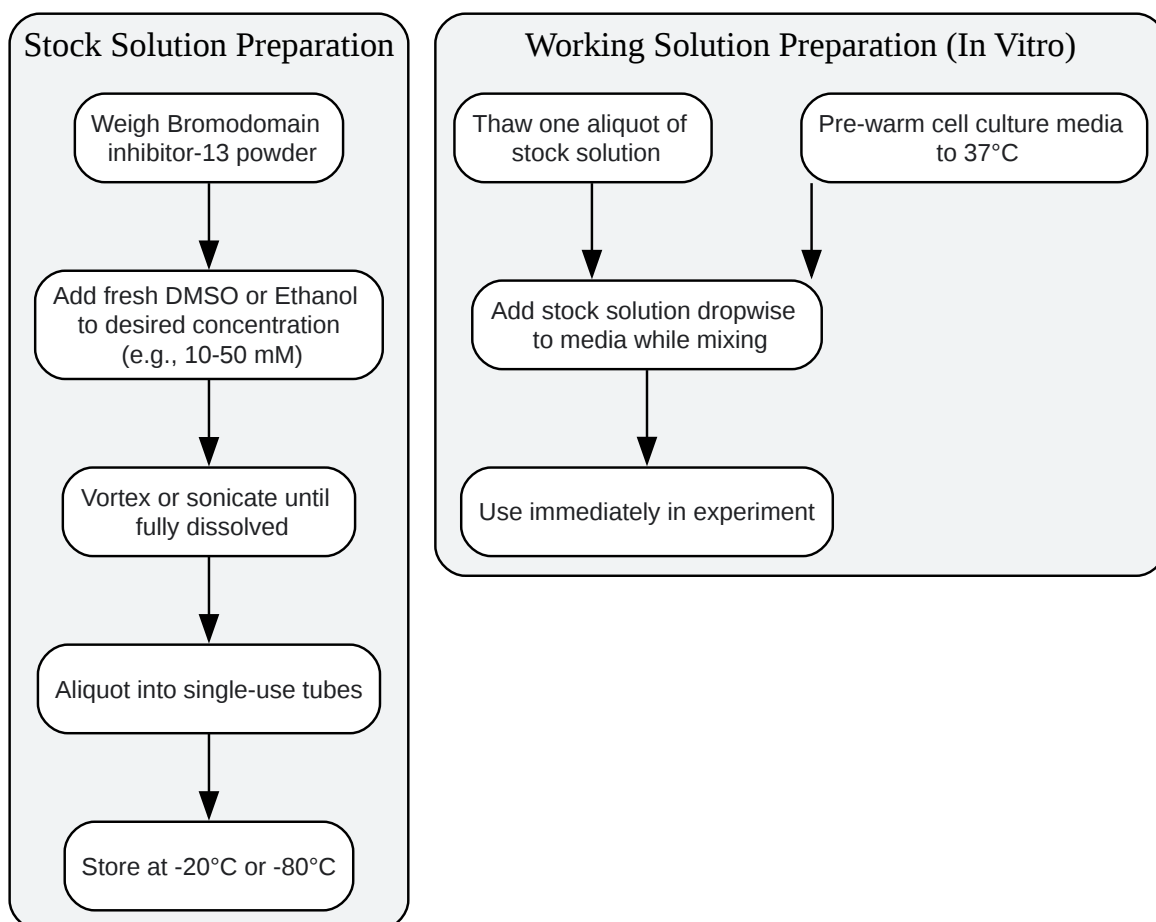 Stock Solution Preparation
Weigh Bromodomain
inhibitor-13 powder
Add fresh DMSO or Ethanol
to desired concentration
(e.g., 10-50 mM)
Vortex or sonicate until
fully dissolved
Aliquot into single-use tubes
Store at -20°C or -80°C
Working Solution Preparation (In Vitro)
Thaw one aliquot of
stock solution
Pre-warm cell culture media
to 37°C
Add stock solution dropwise
to media while mixing
Use immediately in experiment